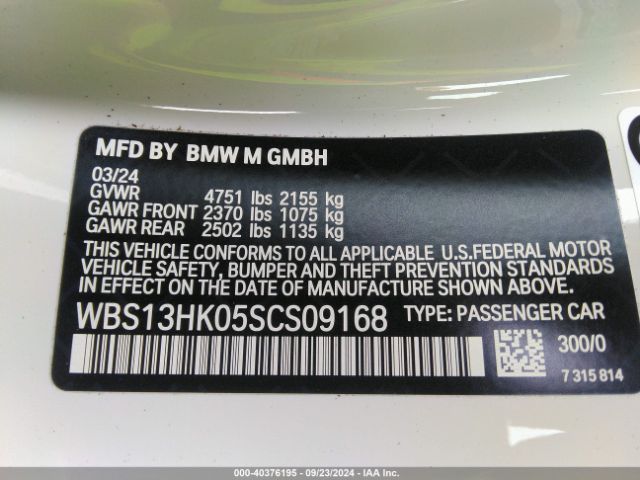 MFD BY BMW M GMBH
03/24
GVWR 4751 lbs 2155 kg
GAWR FRONT 2370 lbs 1075 kg
GAWR REAR 2502 lbs 1135 kg
THIS VEHICLE CONFORMS TO ALL APPLICABLE U.S.FEDERAL MOTOR
VEHICLE SAFETY, BUMPER AND THEFT PREVENTION STANDARDS
IN EFFECT ON THE DATE OF MANUFACTURE SHOWN ABOVE.
WBS13HK05SCS09168 TYPE: PASSENGER CAR
300/0
7 315 814
000-40376195 - 09/23/2024 - IAA Inc.